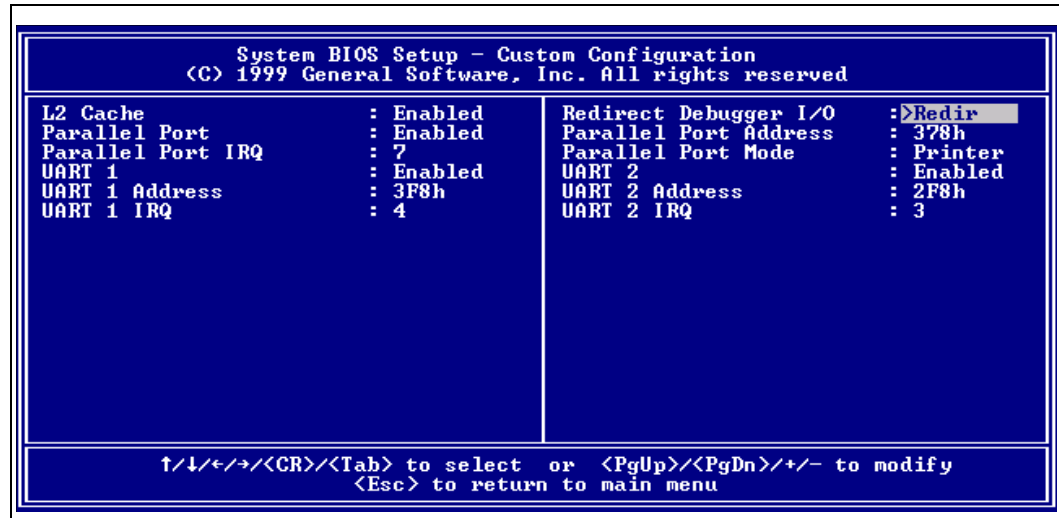 System BIOS Setup - Custom Configuration
(C) 1999 General Software, Inc. All rights reserved
L2 Cache : Enabled
Parallel Port : Enabled
Parallel Port IRQ : 7
UART 1 : Enabled
UART 1 Address : 3F8h
UART 1 IRQ : 4
Redirect Debugger I/O :>Redir
Parallel Port Address : 378h
Parallel Port Mode : Printer
UART 2 : Enabled
UART 2 Address : 2F8h
UART 2 IRQ : 3
↑/↓/←/→/<CR>/<Tab> to select or <PgUp>/<PgDn>/+/- to modify
<Esc> to return to main menu